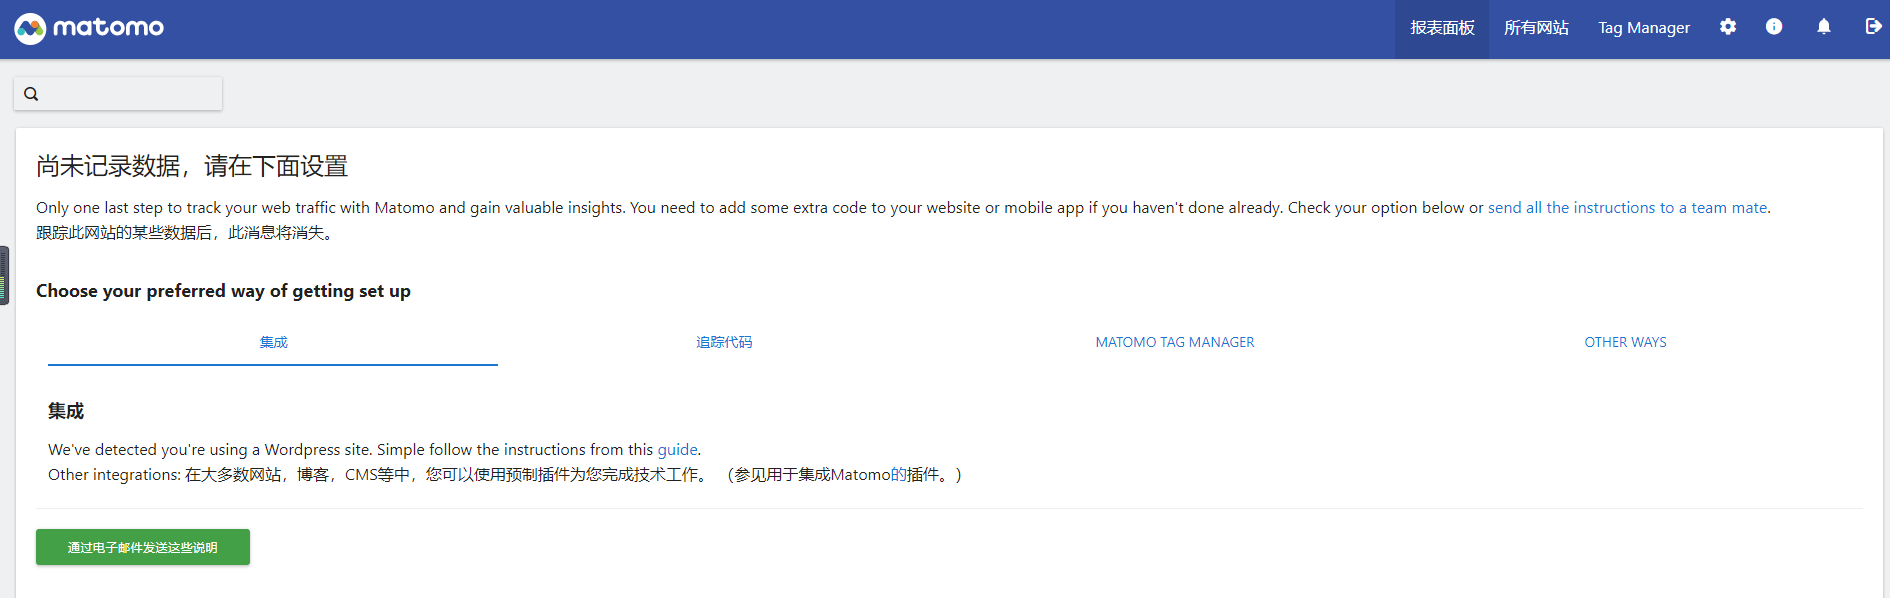 matomo
报表面板 所有网站 Tag Manager
尚未记录数据，请在下面设置
Only one last step to track your web traffic with Matomo and gain valuable insights. You need to add some extra code to your website or mobile app if you haven't done already. Check your option below or send all the instructions to a team mate.
跟踪此网站的某些数据后，此消息将消失。
Choose your preferred way of getting set up
集成 追踪代码 MATOMO TAG MANAGER OTHER WAYS
集成
We've detected you're using a Wordpress site. Simple follow the instructions from this guide.
Other integrations: 在大多数网站，博客，CMS等中，您可以使用预制插件为您完成技术工作。 （参见用于集成Matomo的插件。）
通过电子邮件发送这些说明